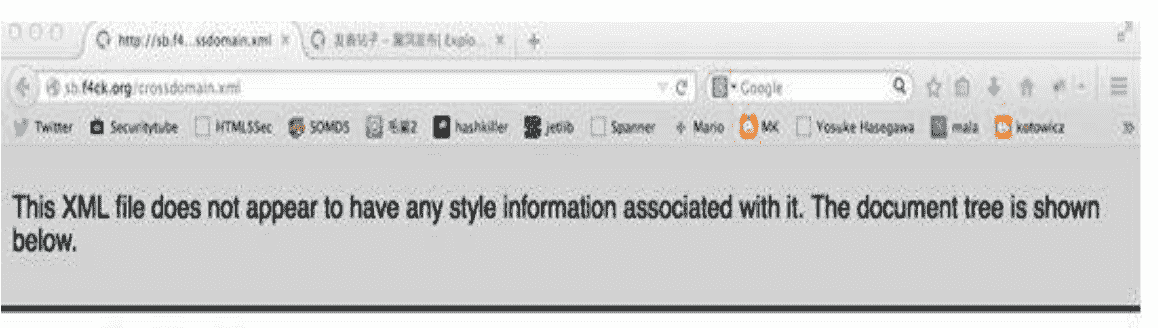 http://sb.f4...ssdomain.xml ×
sb.f4ck.org/crossdomain.xml
Google
Twitter Securitytube HTML5Sec SOMDS hashkiller jetlib Spanner Mario MK Yosuke Hasegawa mala kotowicz
This XML file does not appear to have any style information associated with it. The document tree is shown
below.